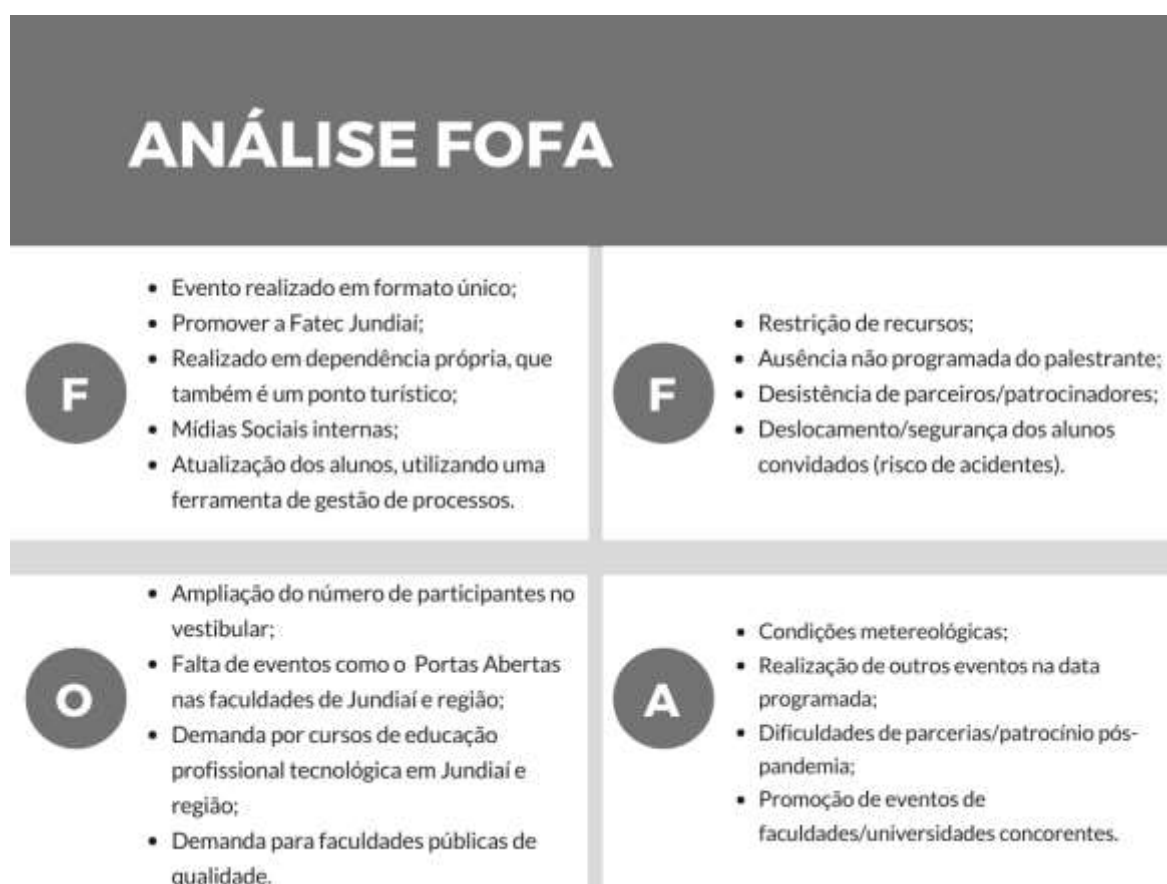 ANÁLISE FOFA
F
• Evento realizado em formato único;
• Promover a Fatec Jundiaí;
• Realizado em dependência própria, que
também é um ponto turístico;
• Mídias Sociais internas;
• Atualização dos alunos, utilizando uma
ferramenta de gestão de processos.
F
• Restrição de recursos;
• Ausência não programada do palestrante;
• Desistência de parceiros/patrocinadores;
• Deslocamento/segurança dos alunos
convidados (risco de acidentes).
O
• Ampliação do número de participantes no
vestibular;
• Falta de eventos como o Portas Abertas
nas faculdades de Jundiaí e região;
• Demanda por cursos de educação
profissional tecnológica em Jundiaí e
região;
• Demanda para faculdades públicas de
qualidade.
A
• Condições metereológicas;
• Realização de outros eventos na data
programada;
• Dificuldades de parcerias/patrocínio pós-
pandemia;
• Promoção de eventos de
faculdades/universidades concorentes.